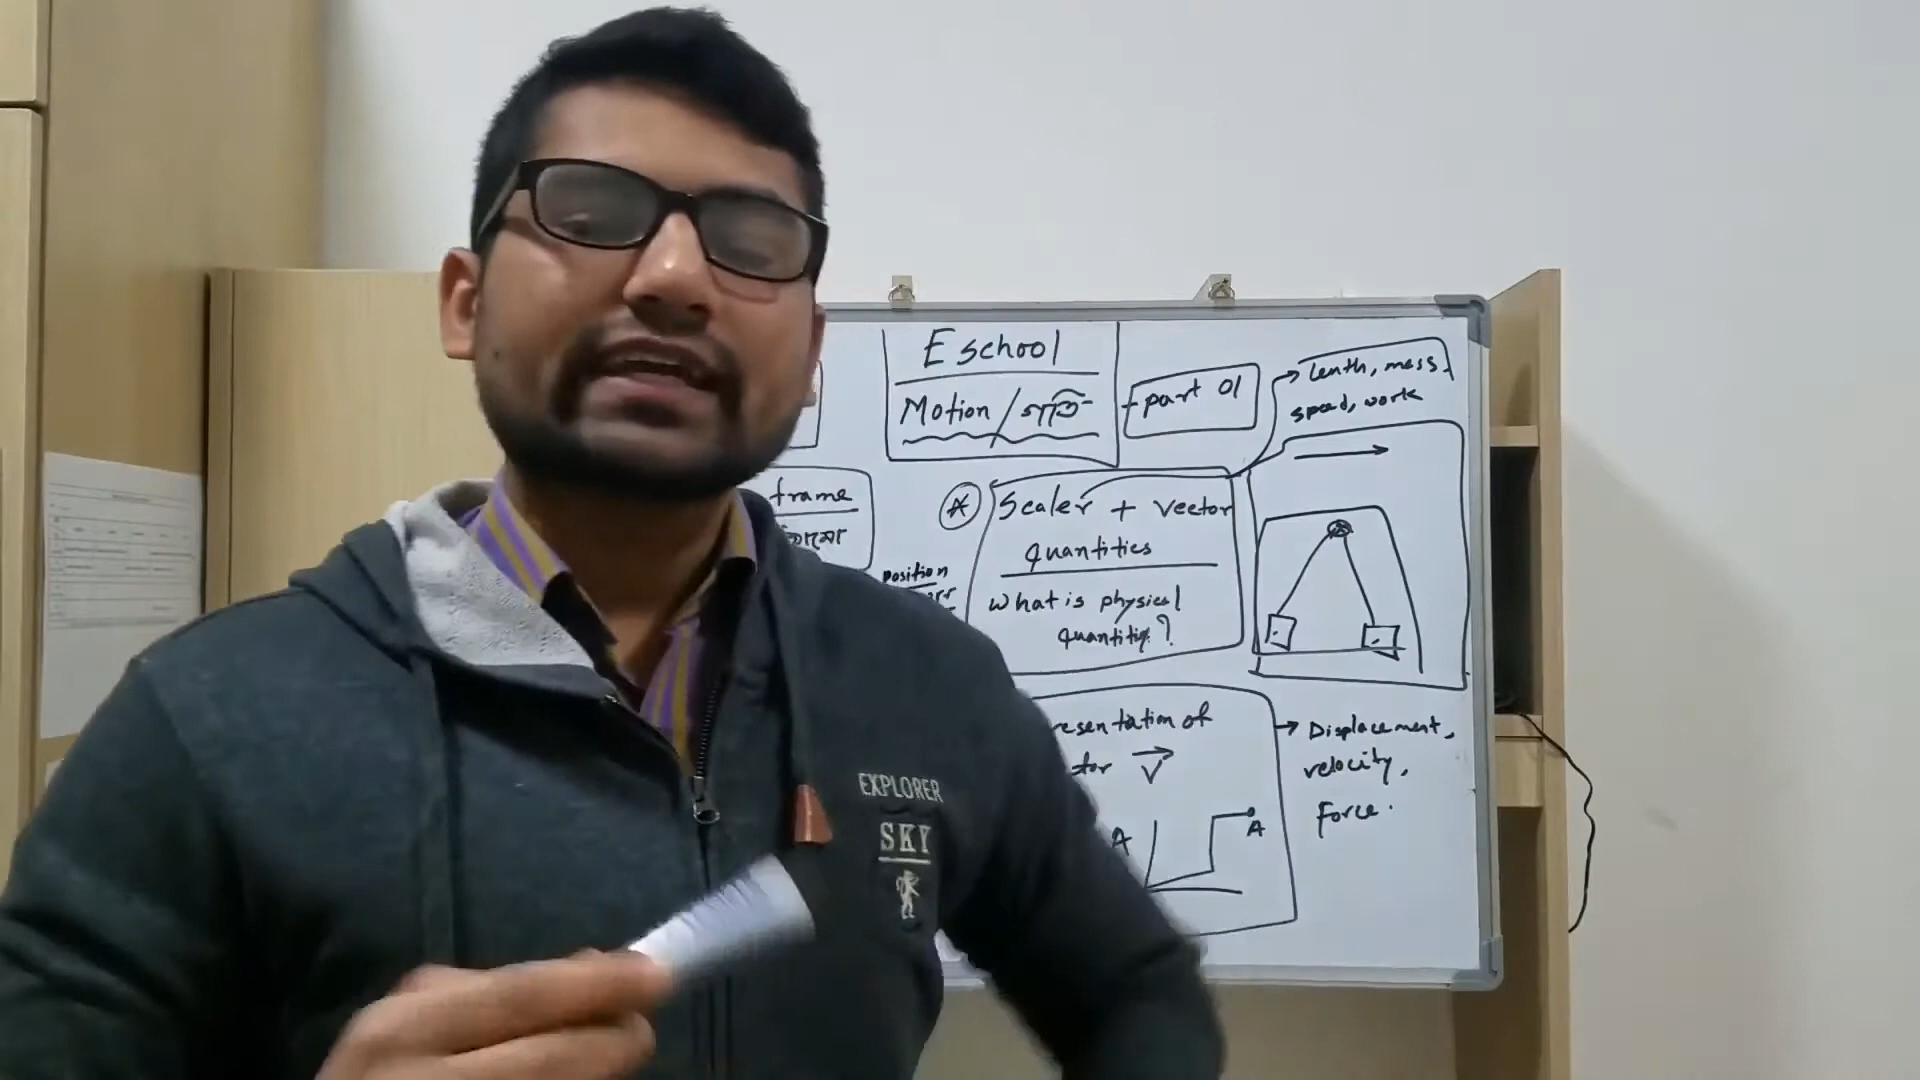 E school
Motion / গতি
part 01
Lenth, mess,
speed, work
frame
Scaler + vector
quantities
What is physical
quantity ?
position
resentation of
tor V
A
A
Displacement,
velocity,
Force.
EXPLORER
SKY